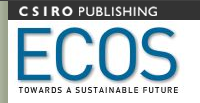 CSIRO PUBLISHING
ECOS
TOWARDS A SUSTAINABLE FUTURE